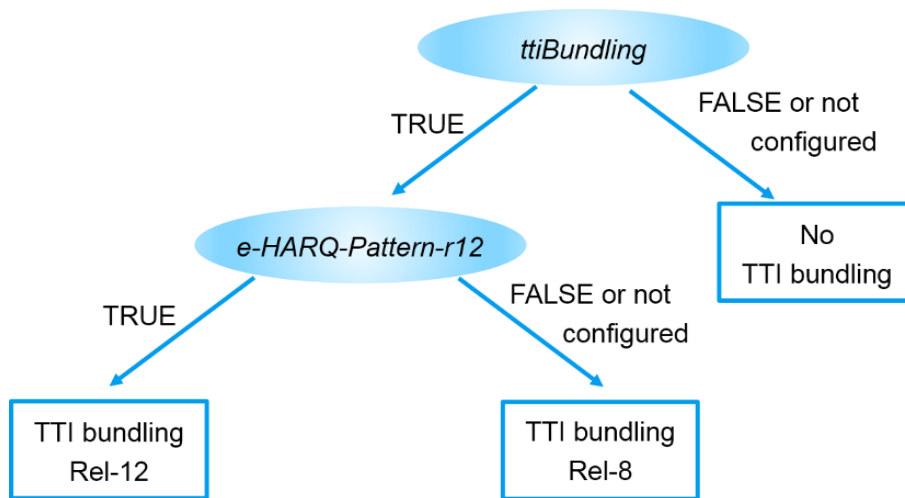 ttiBundling
TRUE
FALSE or not
configured
e-HARQ-Pattern-r12
No
TTI bundling
TRUE
FALSE or not
configured
TTI bundling
Rel-12
TTI bundling
Rel-8